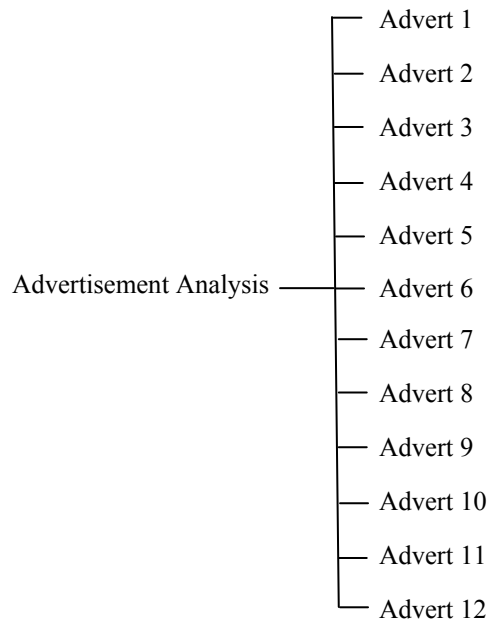 Advert 1
Advert 2
Advert 3
Advert 4
Advert 5
Advertisement Analysis
Advert 6
Advert 7
Advert 8
Advert 9
Advert 10
Advert 11
Advert 12